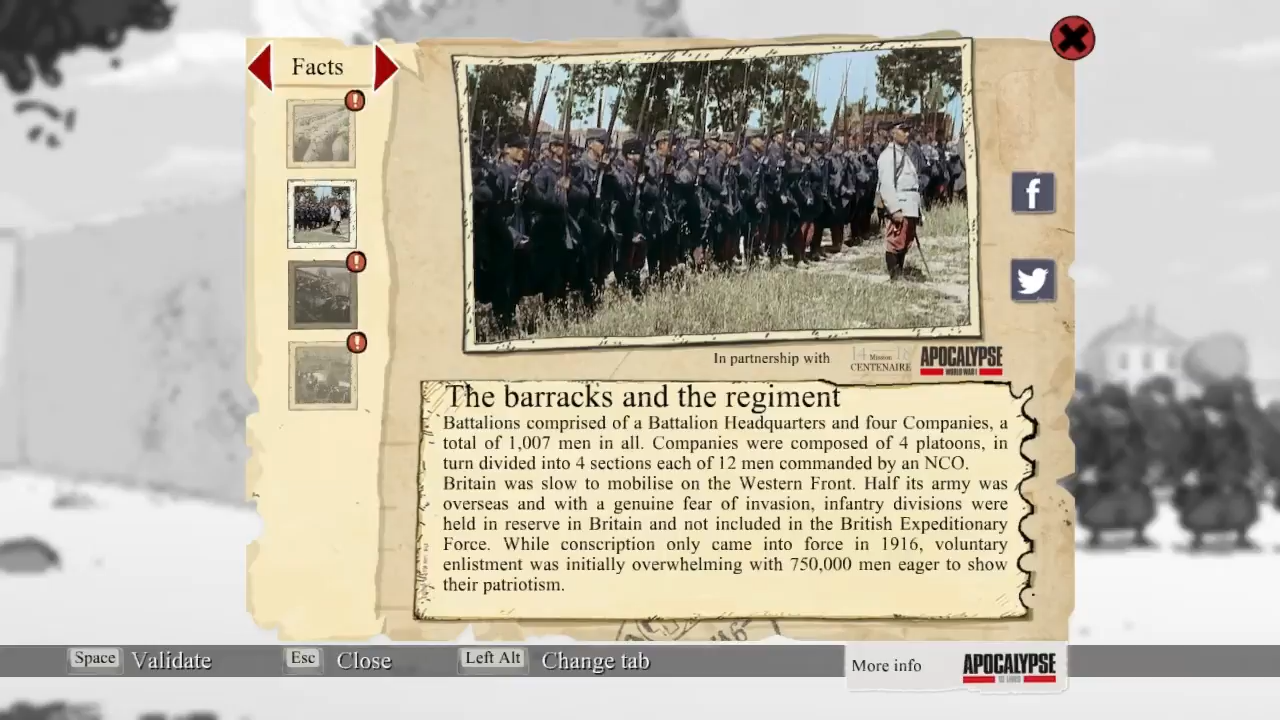 Facts
In partnership with
14 Mission 18
CENTENAIRE
APOCALYPSE
WORLD WAR I
The barracks and the regiment
Battalions comprised of a Battalion Headquarters and four Companies, a
total of 1,007 men in all. Companies were composed of 4 platoons, in
turn divided into 4 sections each of 12 men commanded by an NCO.
Britain was slow to mobilise on the Western Front. Half its army was
overseas and with a genuine fear of invasion, infantry divisions were
held in reserve in Britain and not included in the British Expeditionary
Force. While conscription only came into force in 1916, voluntary
enlistment was initially overwhelming with 750,000 men eager to show
their patriotism.
Space Validate Esc Close Left Alt Change tab More info APOCALYPSE